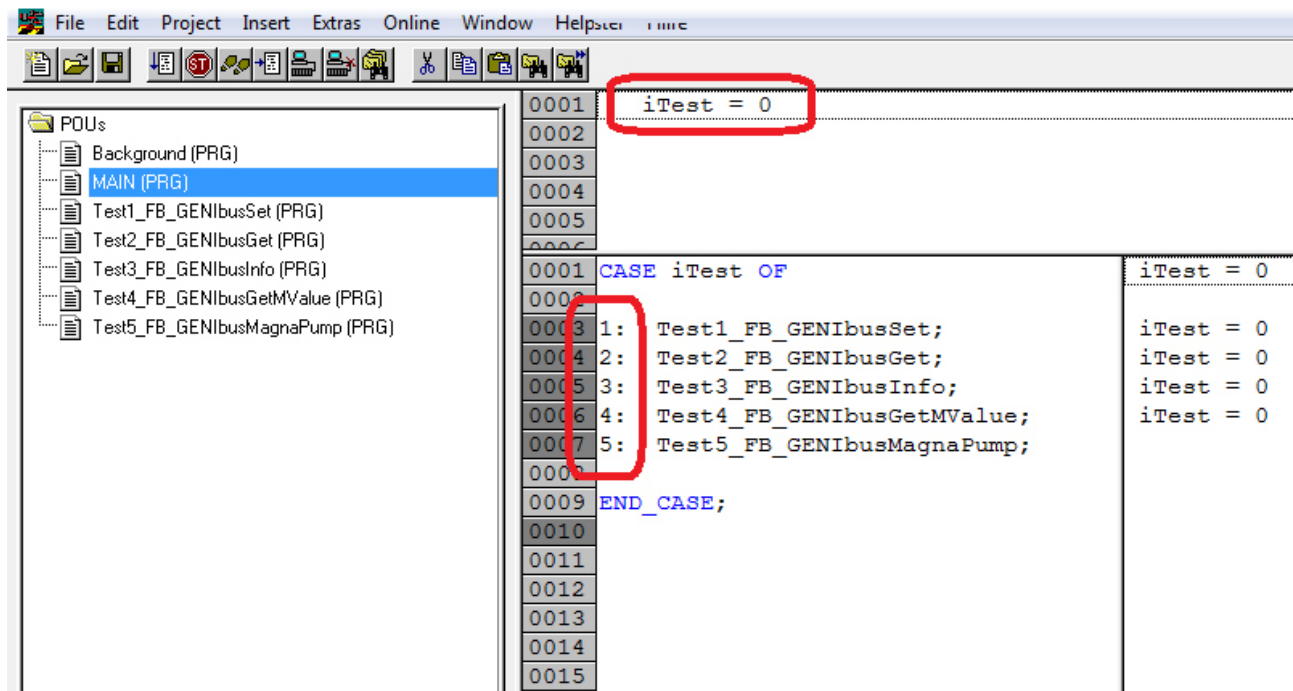 File Edit Project Insert Extras Online Window Help
POUs
Background (PRG)
MAIN (PRG)
Test1_FB_GENIbusSet (PRG)
Test2_FB_GENIbusGet (PRG)
Test3_FB_GENIbusInfo (PRG)
Test4_FB_GENIbusGetMValue (PRG)
Test5_FB_GENIbusMagnaPump (PRG)
0001 iTest = 0
0002
0003
0004
0005
0001 CASE iTest OF iTest = 0
0002
0003 1: Test1_FB_GENIbusSet; iTest = 0
0004 2: Test2_FB_GENIbusGet; iTest = 0
0005 3: Test3_FB_GENIbusInfo; iTest = 0
0006 4: Test4_FB_GENIbusGetMValue; iTest = 0
0007 5: Test5_FB_GENIbusMagnaPump;
0008
0009 END_CASE;
0010
0011
0012
0013
0014
0015